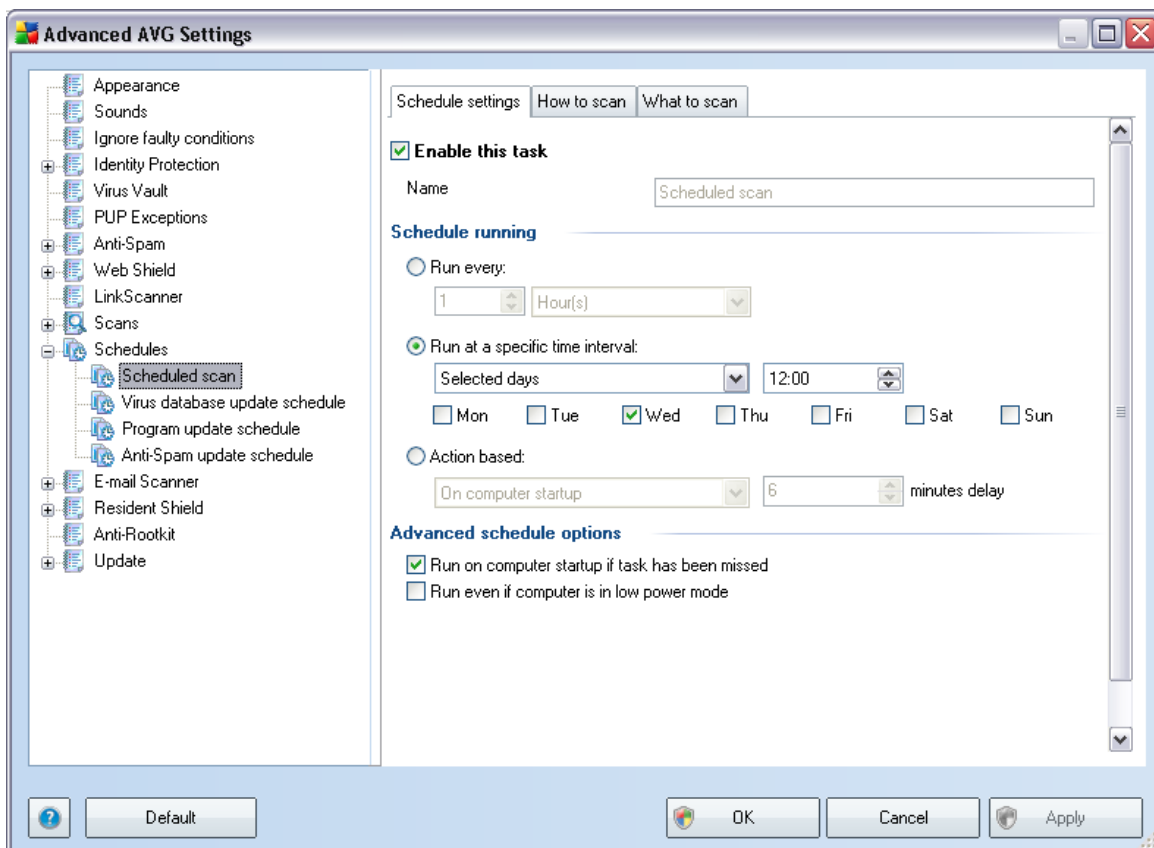 Advanced AVG Settings
Appearance
Sounds
Ignore faulty conditions
Identity Protection
Virus Vault
PUP Exceptions
Anti-Spam
Web Shield
LinkScanner
Scans
Schedules
Scheduled scan
Virus database update schedule
Program update schedule
Anti-Spam update schedule
E-mail Scanner
Resident Shield
Anti-Rootkit
Update
Schedule settings How to scan What to scan
Enable this task
Name Scheduled scan
Schedule running
Run every:
1 Hour(s)
Run at a specific time interval:
Selected days 12:00
Mon Tue Wed Thu Fri Sat Sun
Action based:
On computer startup 6 minutes delay
Advanced schedule options
Run on computer startup if task has been missed
Run even if computer is in low power mode
? Default OK Cancel Apply